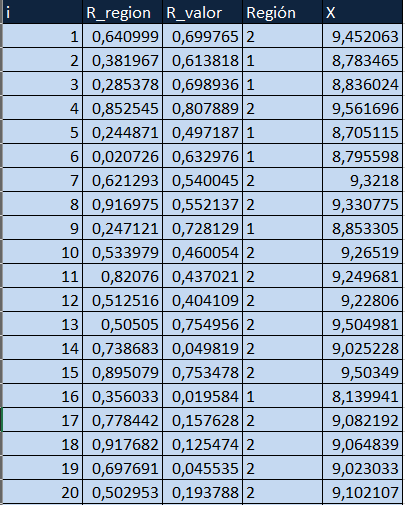 i R_region R_valor Región X
1 0,640999 0,699765 2 9,452063
2 0,381967 0,613818 1 8,783465
3 0,285378 0,698936 1 8,836024
4 0,852545 0,807889 2 9,561696
5 0,244871 0,497187 1 8,705115
6 0,020726 0,632976 1 8,795598
7 0,621293 0,540045 2 9,3218
8 0,916975 0,552137 2 9,330775
9 0,247121 0,728129 1 8,853305
10 0,533979 0,460054 2 9,26519
11 0,82076 0,437021 2 9,249681
12 0,512516 0,404109 2 9,22806
13 0,50505 0,754956 2 9,504981
14 0,738683 0,049819 2 9,025228
15 0,895079 0,753478 2 9,50349
16 0,356033 0,019584 1 8,139941
17 0,778442 0,157628 2 9,082192
18 0,917682 0,125474 2 9,064839
19 0,697691 0,045535 2 9,023033
20 0,502953 0,193788 2 9,102107